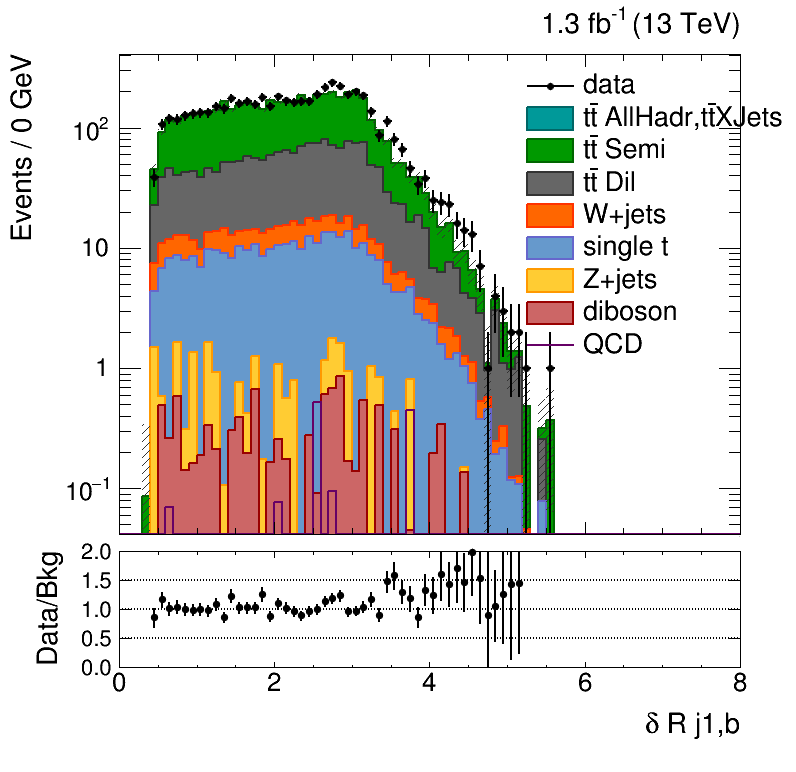 1.3 fb⁻¹ (13 TeV)
Events / 0 GeV
10²
10
1
10⁻¹
data
tt̄ AllHadr,tt̄XJets
tt̄ Semi
tt̄ Dil
W+jets
single t
Z+jets
diboson
QCD
Data/Bkg
2.0
1.5
1.0
0.5
0.0
0 2 4 6 8
δ R j1,b